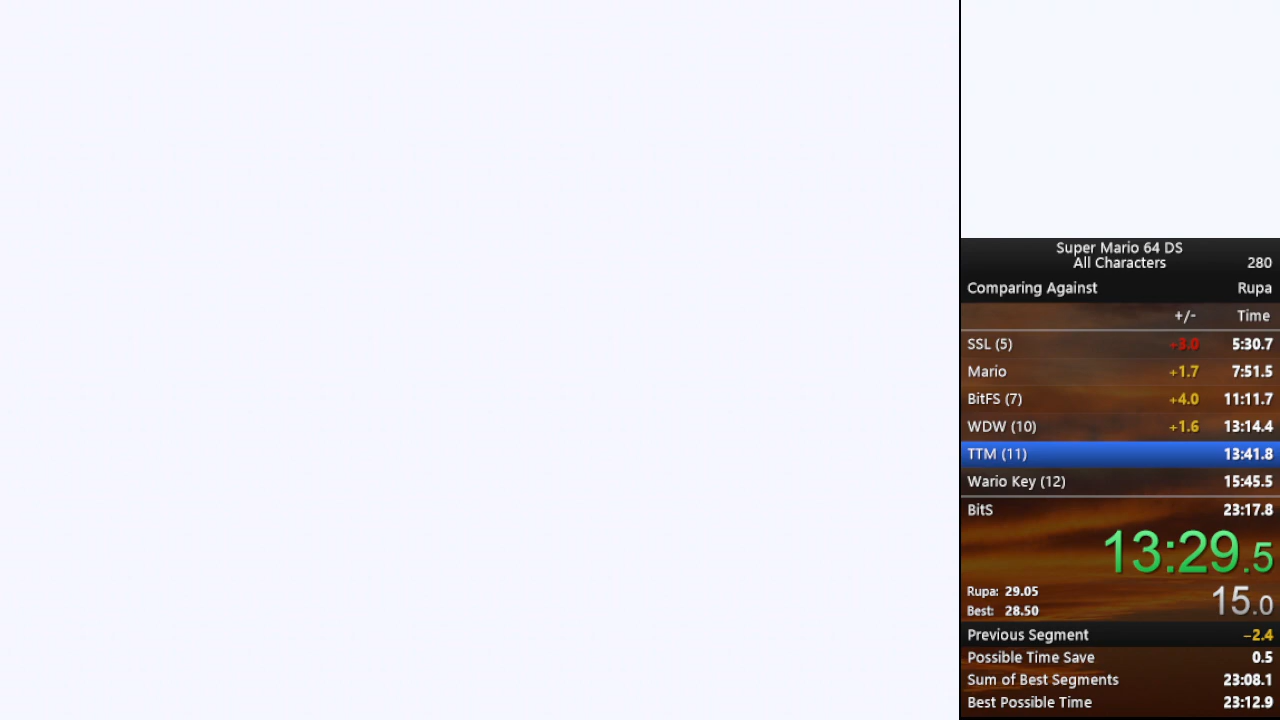 Super Mario 64 DS
All Characters 280
Comparing Against Rupa
+/- Time
SSL (5) +3.0 5:30.7
Mario +1.7 7:51.5
BitFS (7) +4.0 11:11.7
WDW (10) +1.6 13:14.4
TTM (11) 13:41.8
Wario Key (12) 15:45.5
BitS 23:17.8
13:29.5
Rupa: 29.05
Best: 28.50
15.0
Previous Segment −2.4
Possible Time Save 0.5
Sum of Best Segments 23:08.1
Best Possible Time 23:12.9